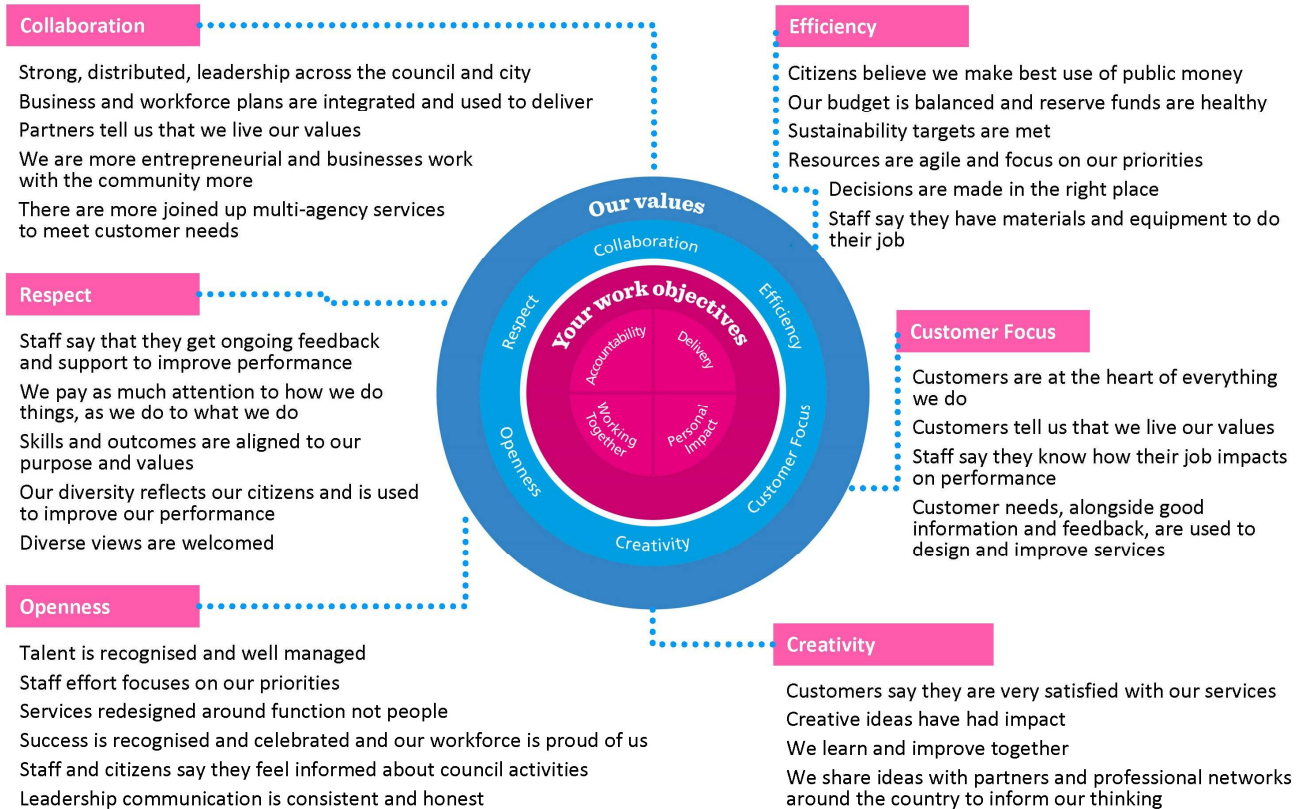 Collaboration
Strong, distributed, leadership across the council and city
Business and workforce plans are integrated and used to deliver
Partners tell us that we live our values
We are more entrepreneurial and businesses work
with the community more
There are more joined up multi-agency services
to meet customer needs
Efficiency
Citizens believe we make best use of public money
Our budget is balanced and reserve funds are healthy
Sustainability targets are met
Resources are agile and focus on our priorities
Decisions are made in the right place
Staff say they have materials and equipment to do
their job
Respect
Staff say that they get ongoing feedback
and support to improve performance
We pay as much attention to how we do
things, as we do to what we do
Skills and outcomes are aligned to our
purpose and values
Our diversity reflects our citizens and is used
to improve our performance
Diverse views are welcomed
Our values
Collaboration
Efficiency
Customer Focus
Creativity
Openness
Respect
Your work objectives
Accountability
Delivery
Working
Together
Personal
Impact
Customer Focus
Customers are at the heart of everything
we do
Customers tell us that we live our values
Staff say they know how their job impacts
on performance
Customer needs, alongside good
information and feedback, are used to
design and improve services
Openness
Talent is recognised and well managed
Staff effort focuses on our priorities
Services redesigned around function not people
Success is recognised and celebrated and our workforce is proud of us
Staff and citizens say they feel informed about council activities
Leadership communication is consistent and honest
Creativity
Customers say they are very satisfied with our services
Creative ideas have had impact
We learn and improve together
We share ideas with partners and professional networks
around the country to inform our thinking